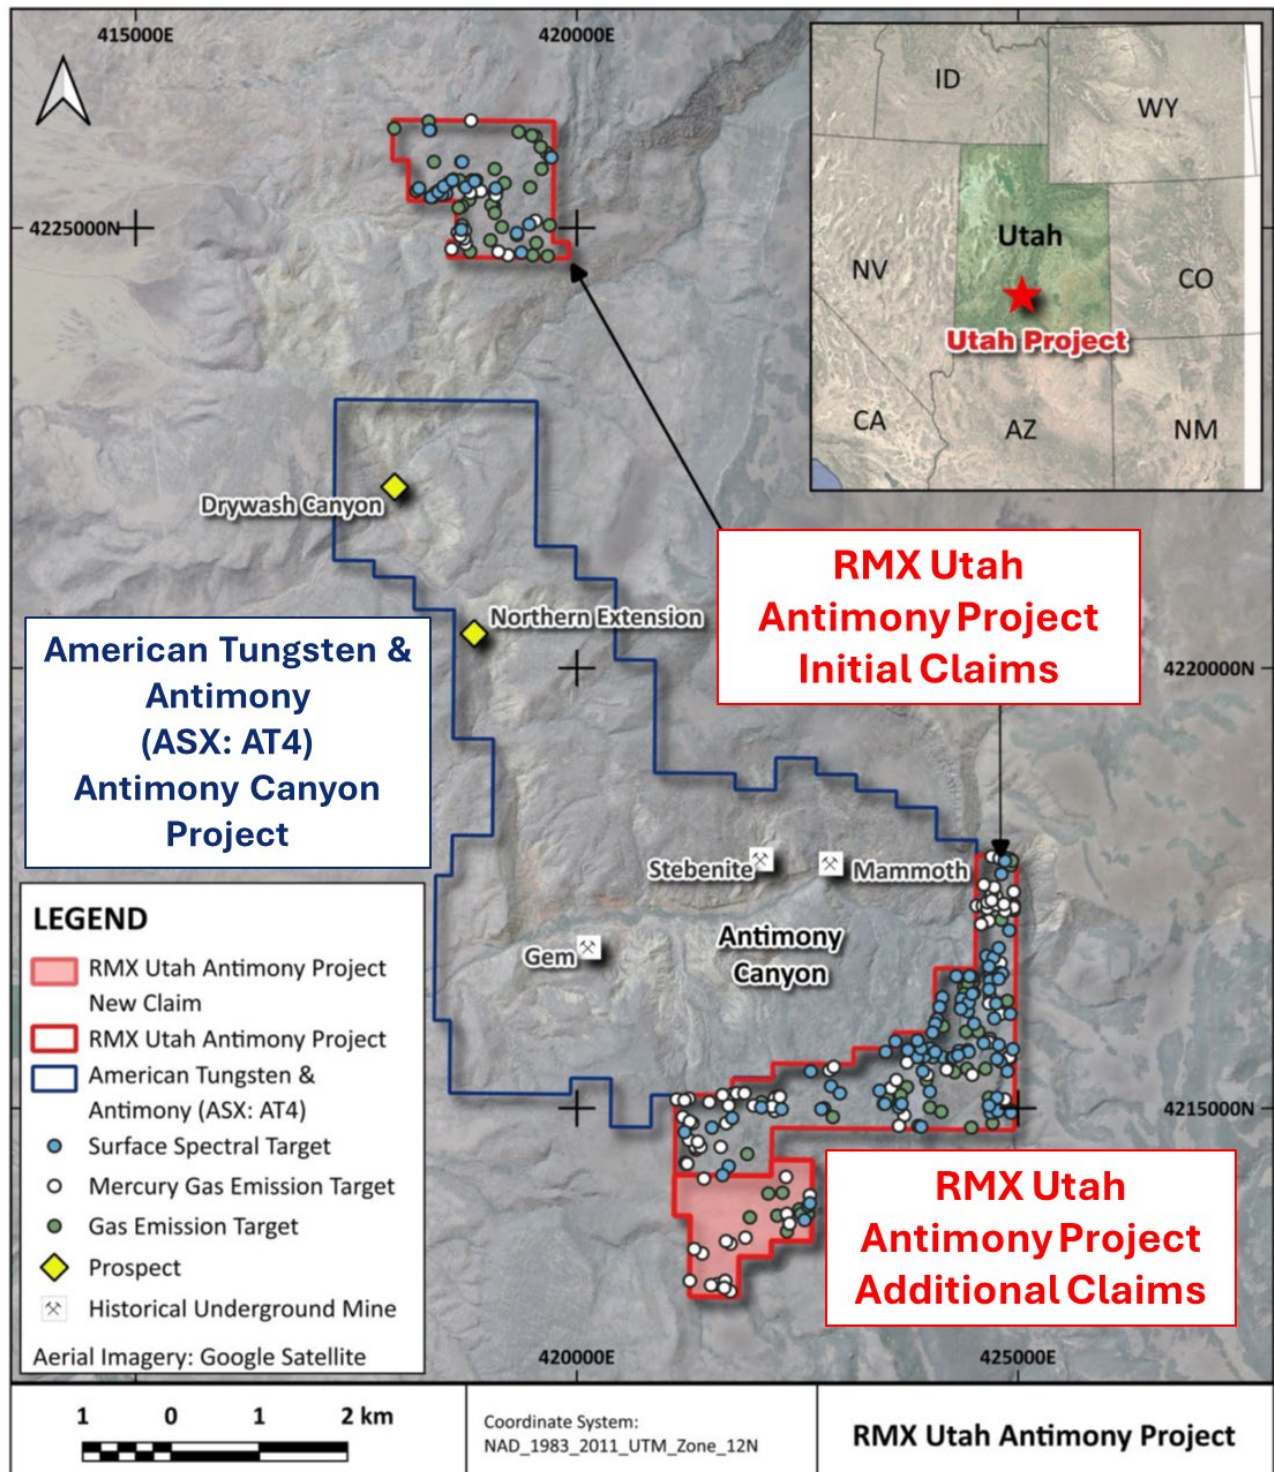 415000E
420000E
4225000N
ID
WY
Utah
NV
CO
Utah Project
CA
AZ
NM
Drywash Canyon
Northern Extension
RMX Utah
Antimony Project
Initial Claims
American Tungsten &
Antimony
(ASX: AT4)
Antimony Canyon
Project
4220000N
Stebenite
Mammoth
Gem
Antimony
Canyon
LEGEND
RMX Utah Antimony Project
New Claim
RMX Utah Antimony Project
American Tungsten &
Antimony (ASX: AT4)
Surface Spectral Target
Mercury Gas Emission Target
Gas Emission Target
Prospect
Historical Underground Mine
Aerial Imagery: Google Satellite
4215000N
RMX Utah
Antimony Project
Additional Claims
420000E
425000E
1 0 1 2 km
Coordinate System:
NAD_1983_2011_UTM_Zone_12N
RMX Utah Antimony Project